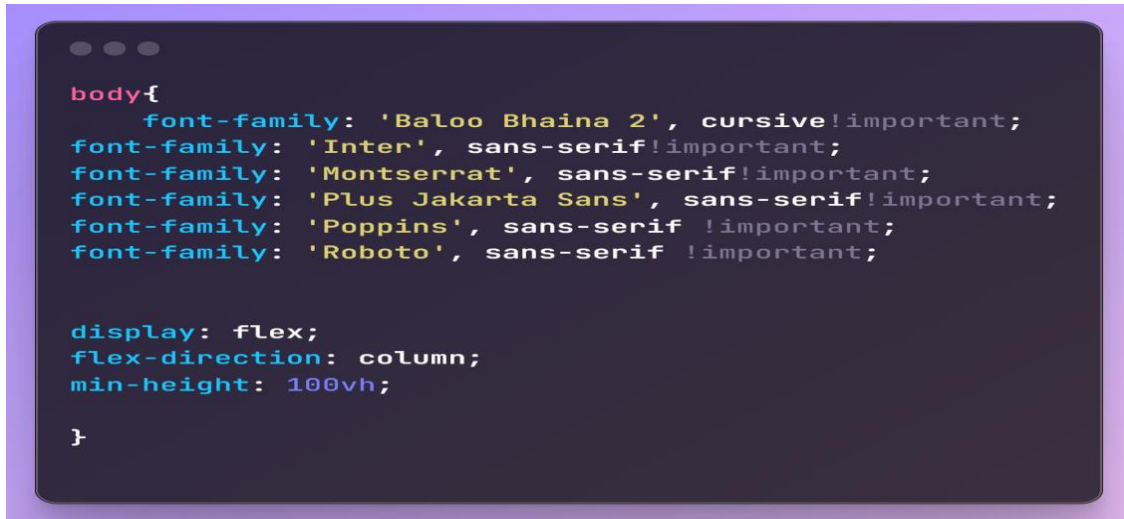 body{
    font-family: 'Baloo Bhaina 2', cursive!important;
font-family: 'Inter', sans-serif!important;
font-family: 'Montserrat', sans-serif!important;
font-family: 'Plus Jakarta Sans', sans-serif!important;
font-family: 'Poppins', sans-serif !important;
font-family: 'Roboto', sans-serif !important;
display: flex;
flex-direction: column;
min-height: 100vh;
}